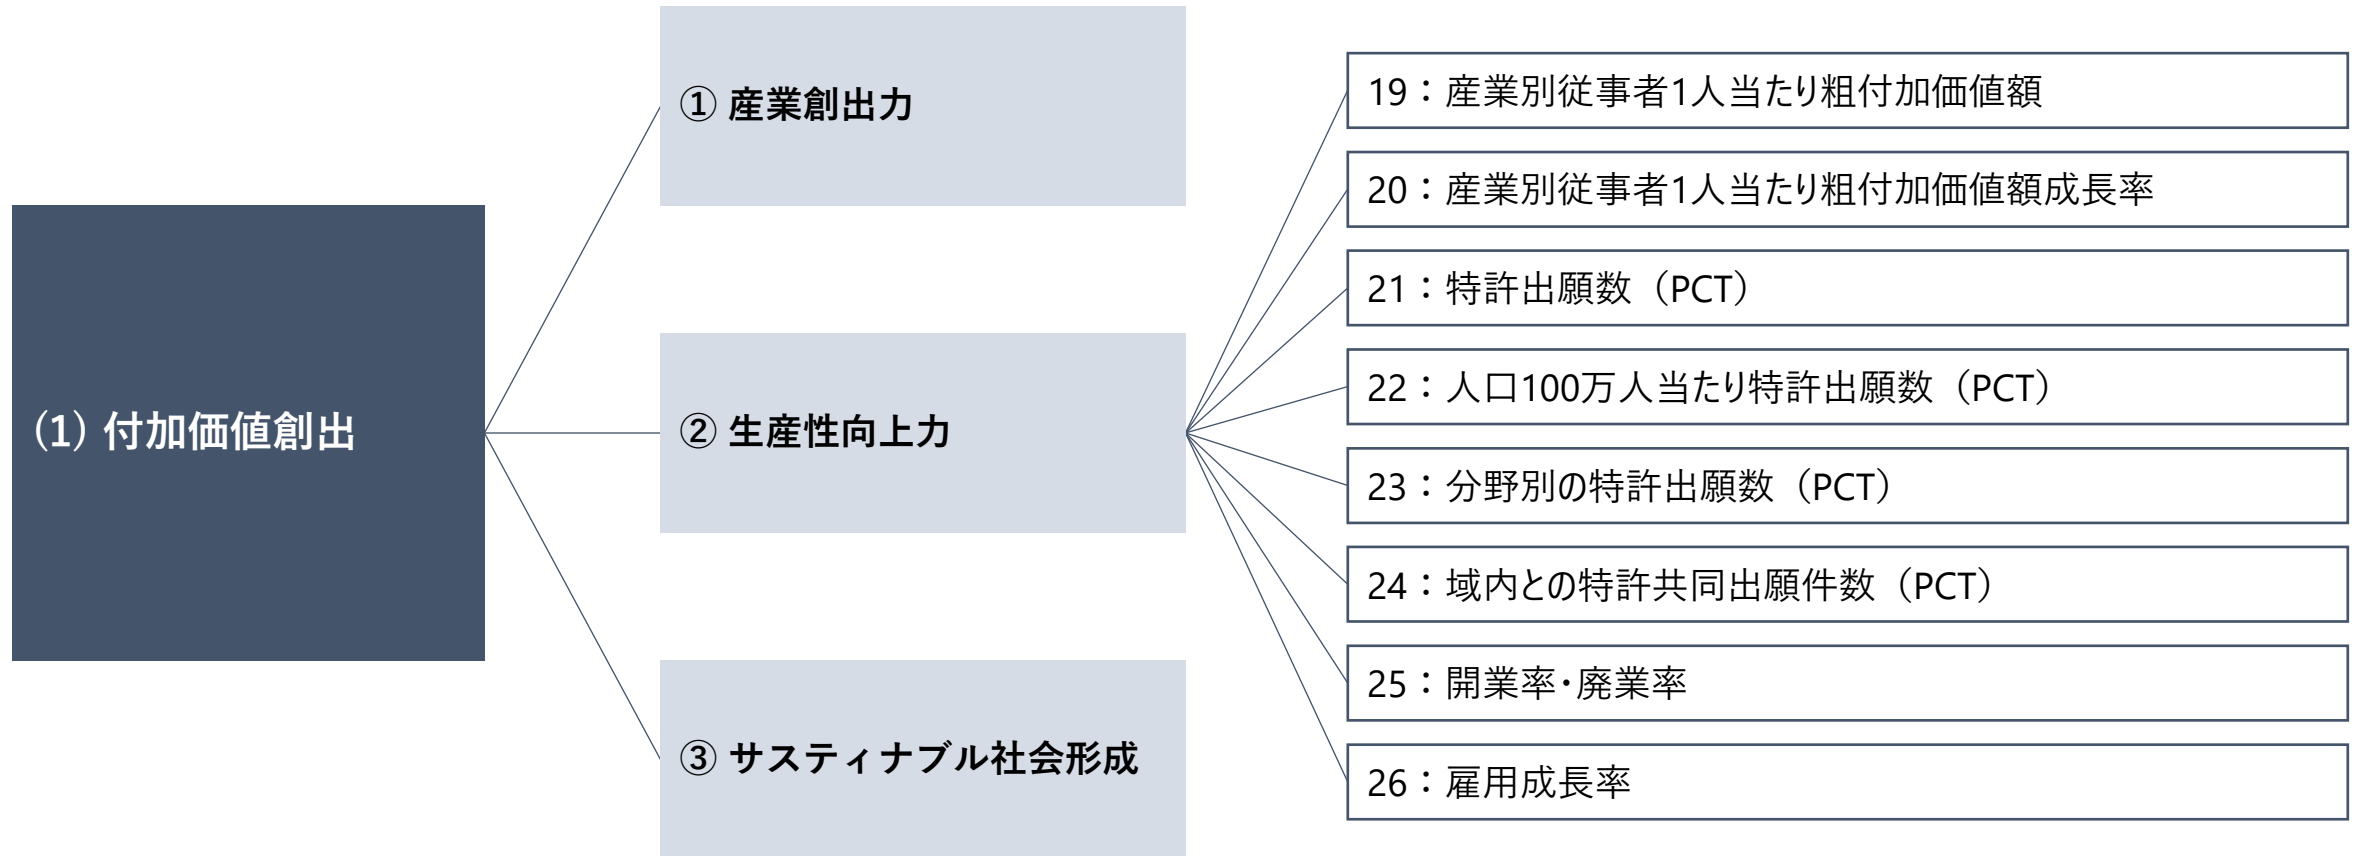 (1) 付加価値創出
① 産業創出力
② 生産性向上力
③ サスティナブル社会形成
19：産業別従事者1人当たり粗付加価値額
20：産業別従事者1人当たり粗付加価値額成長率
21：特許出願数（PCT）
22：人口100万人当たり特許出願数（PCT）
23：分野別の特許出願数（PCT）
24：域内との特許共同出願件数（PCT）
25：開業率・廃業率
26：雇用成長率